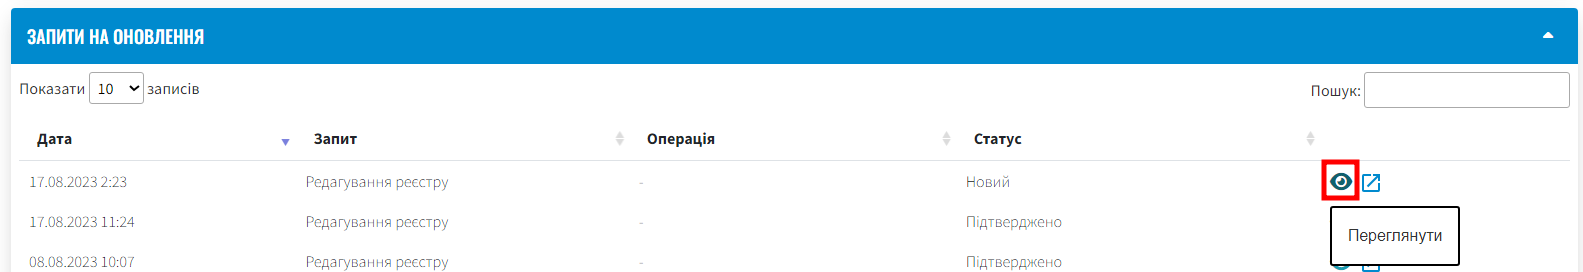 ЗАПИТИ НА ОНОВЛЕННЯ
Показати 10 записів Пошук:
Дата Запит Операція Статус
17.08.2023 2:23 Редагування реєстру - Новий
17.08.2023 11:24 Редагування реєстру - Підтверджено
Переглянути
08.08.2023 10:07 Редагування реєстру - Підтверджено